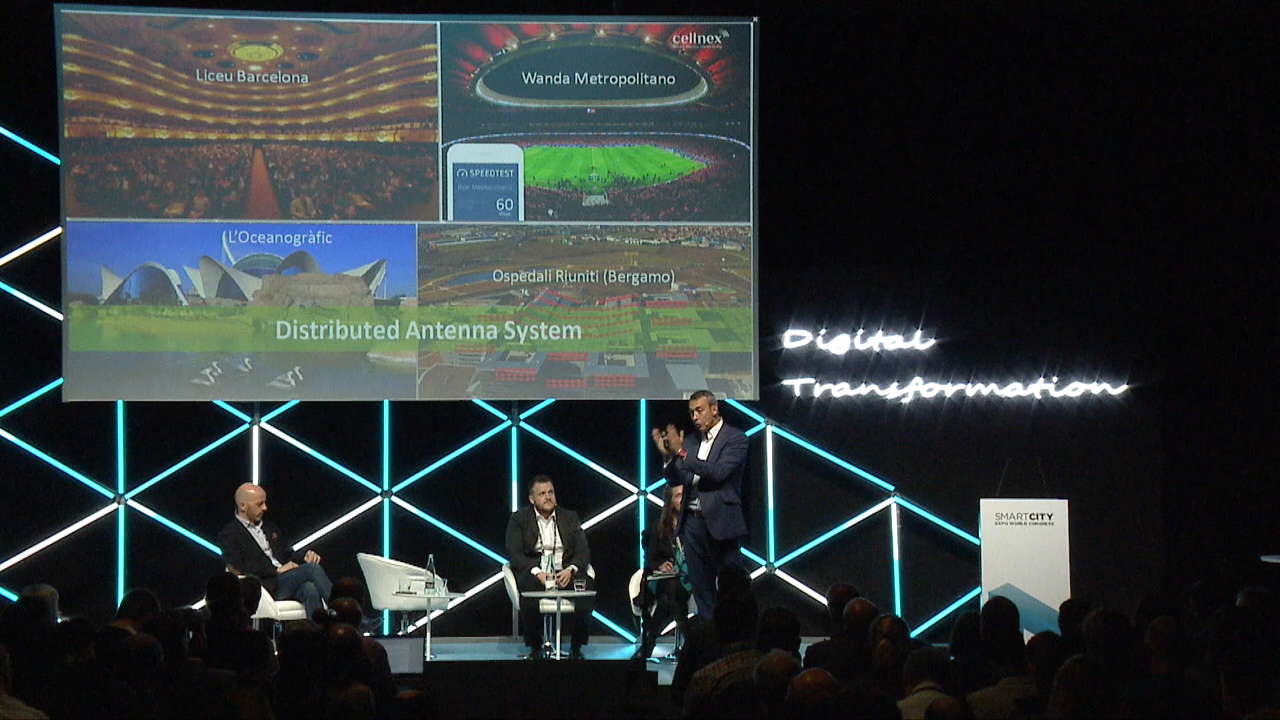 Liceu Barcelona
cellnex
Wanda Metropolitano
SPEEDTEST
60
Mbps
L'Oceanogràfic
Ospedali Riuniti (Bergamo)
Distributed Antenna System
Digital
Transformation
SMARTCITY
EXPO WORLD CONGRESS